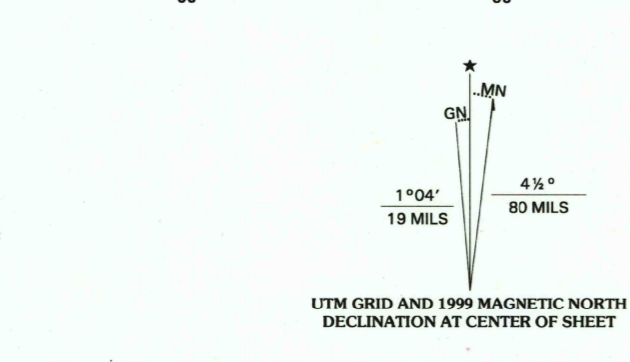 ★
MN
GN
1°04′
19 MILS
4½°
80 MILS
UTM GRID AND 1999 MAGNETIC NORTH
DECLINATION AT CENTER OF SHEET